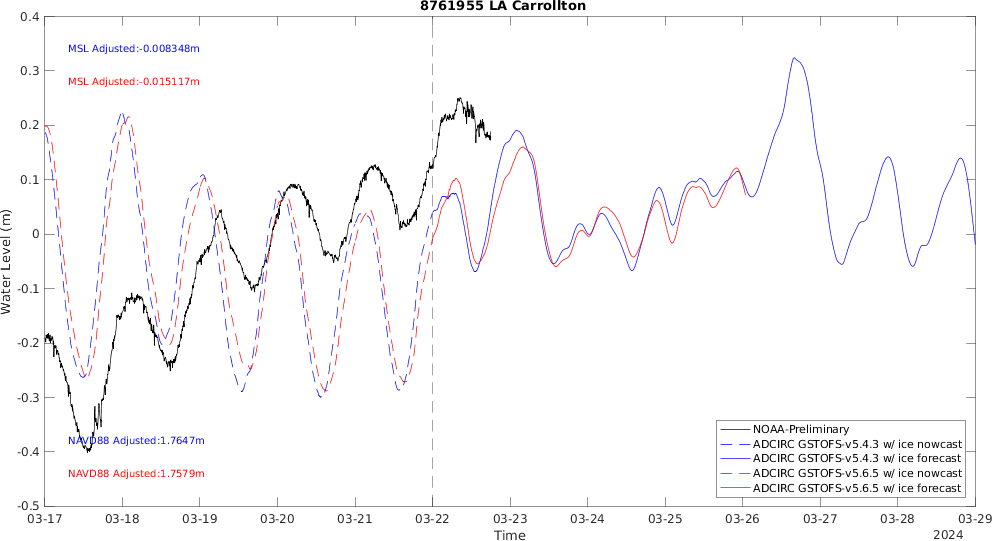 8761955 LA Carrollton
MSL Adjusted:-0.008348m
MSL Adjusted:-0.015117m
NAVD88 Adjusted:1.7647m
NAVD88 Adjusted:1.7579m
Water Level (m)
0.4
0.3
0.2
0.1
0
-0.1
-0.2
-0.3
-0.4
-0.5
NOAA-Preliminary
ADCIRC GSTOFS-v5.4.3 w/ ice nowcast
ADCIRC GSTOFS-v5.4.3 w/ ice forecast
ADCIRC GSTOFS-v5.6.5 w/ ice nowcast
ADCIRC GSTOFS-v5.6.5 w/ ice forecast
03-17 03-18 03-19 03-20 03-21 03-22 03-23 03-24 03-25 03-26 03-27 03-28 03-29
Time
2024